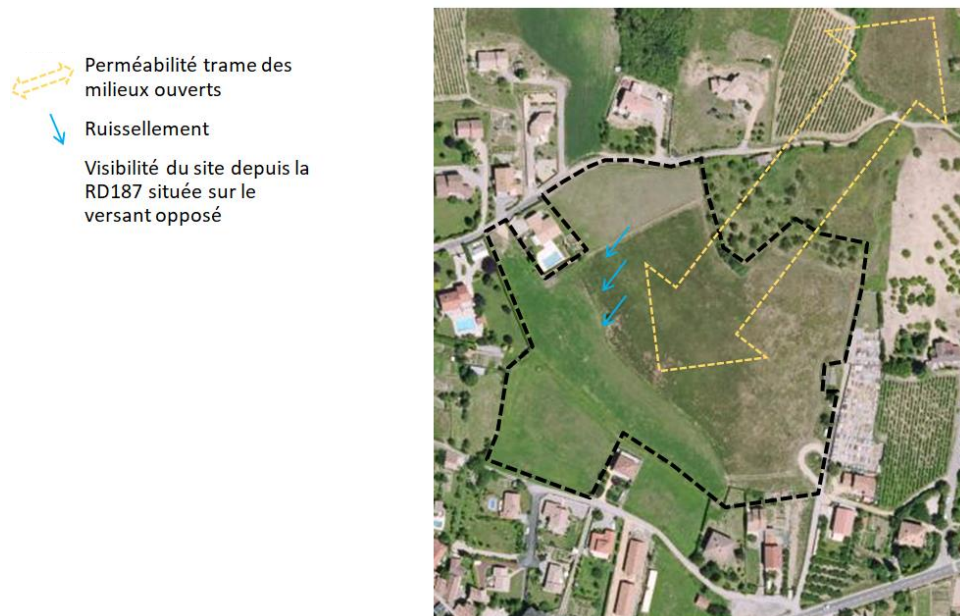 Perméabilité trame des
milieux ouverts
Ruissellement
Visibilité du site depuis la
RD187 située sur le
versant opposé